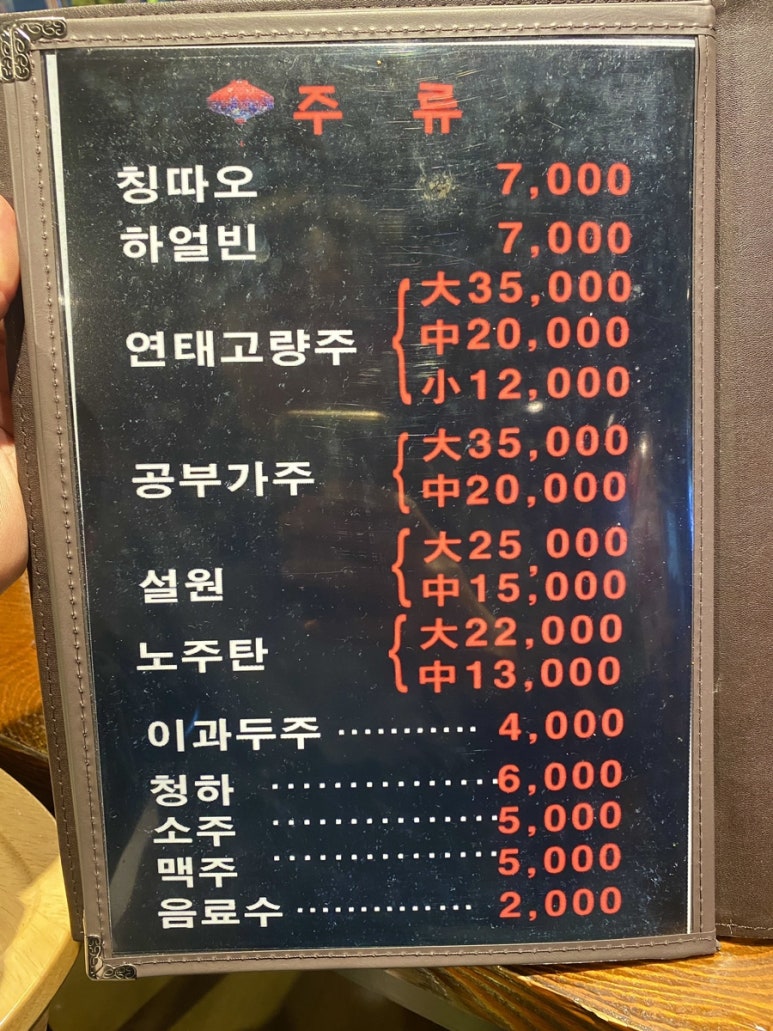 주 류
칭따오 7,000
하얼빈 7,000
大35,000
연태고량주 中20,000
小12,000
大35,000
공부가주 中20,000
大25,000
설원 中15,000
大22,000
노주탄 中13,000
이과두주 ··········· 4,000
청하 ················6,000
소주 ················5,000
맥주 ················5,000
음료수 ············· 2,000